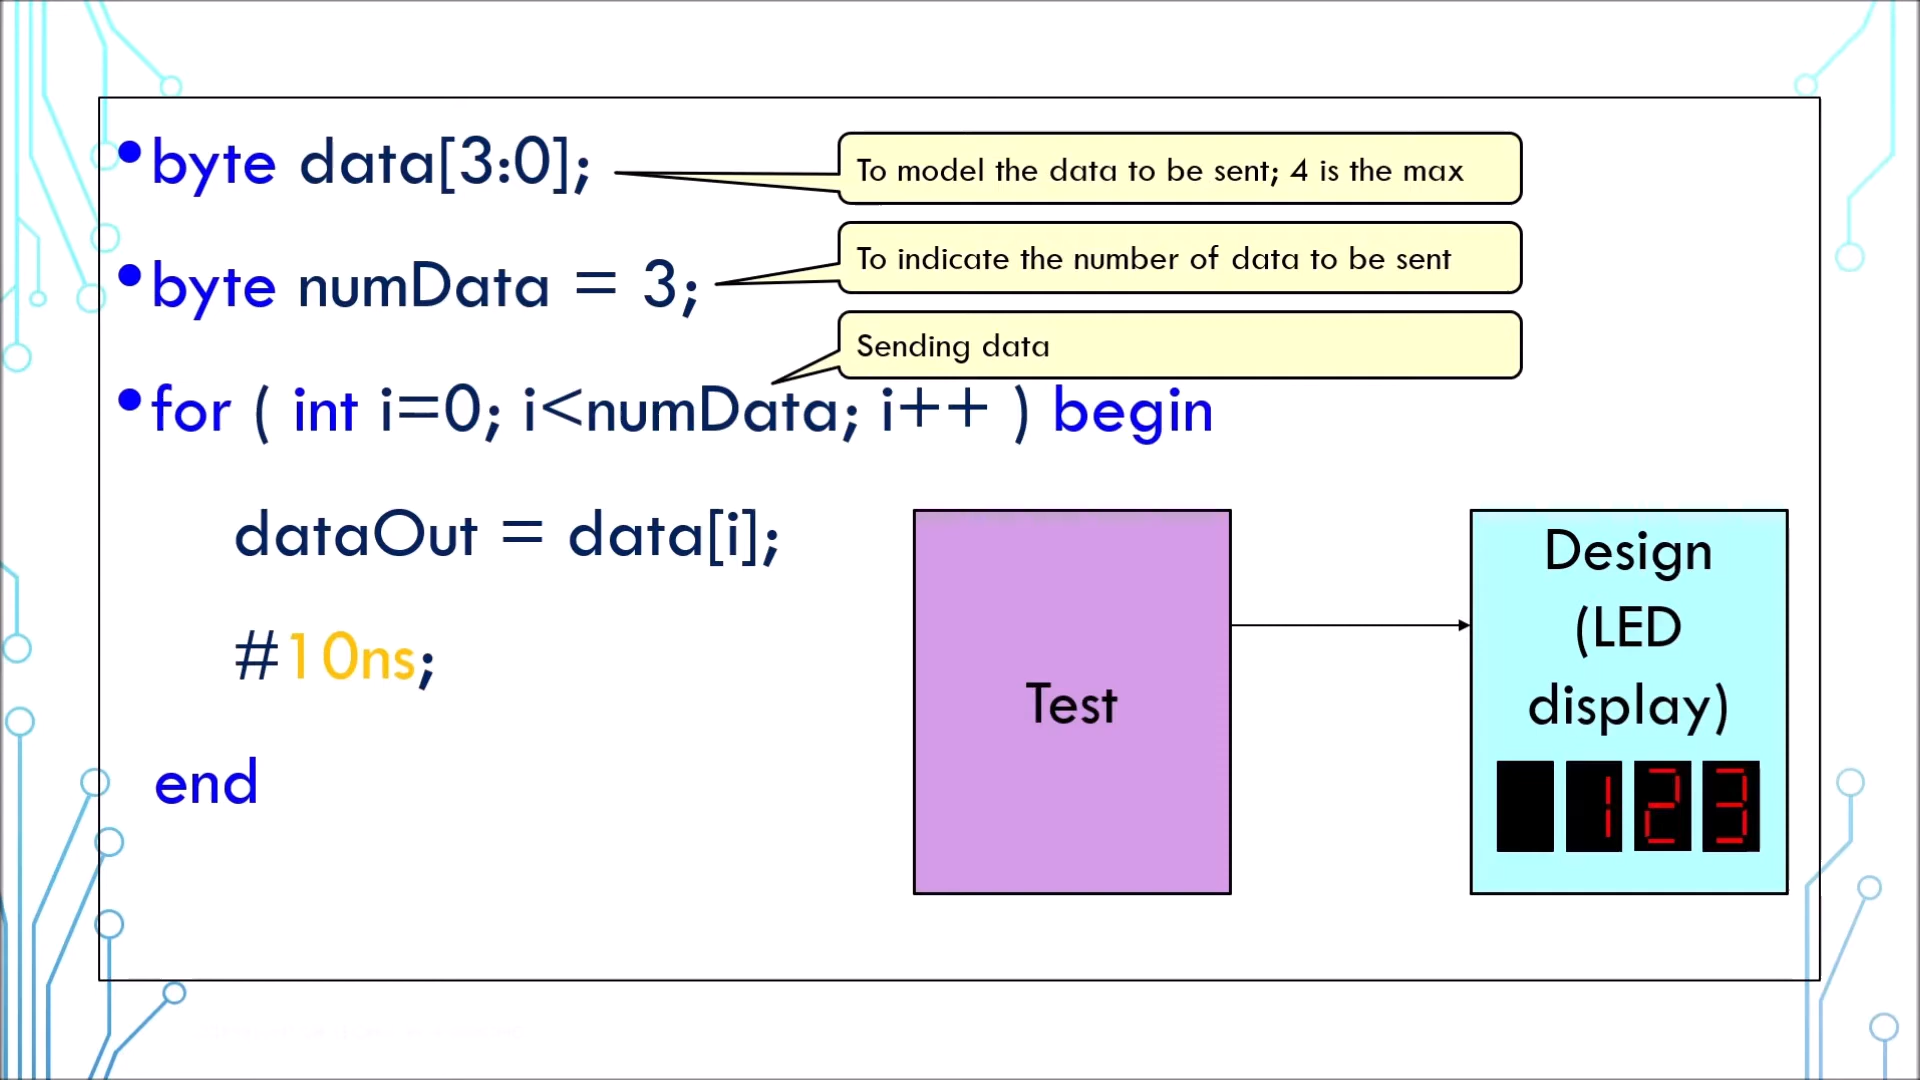 • byte data[3:0];
To model the data to be sent; 4 is the max
• byte numData = 3;
To indicate the number of data to be sent
Sending data
• for ( int i=0; i<numData; i++ ) begin
dataOut = data[i];
#10ns;
end
Test
Design
(LED
display)
123